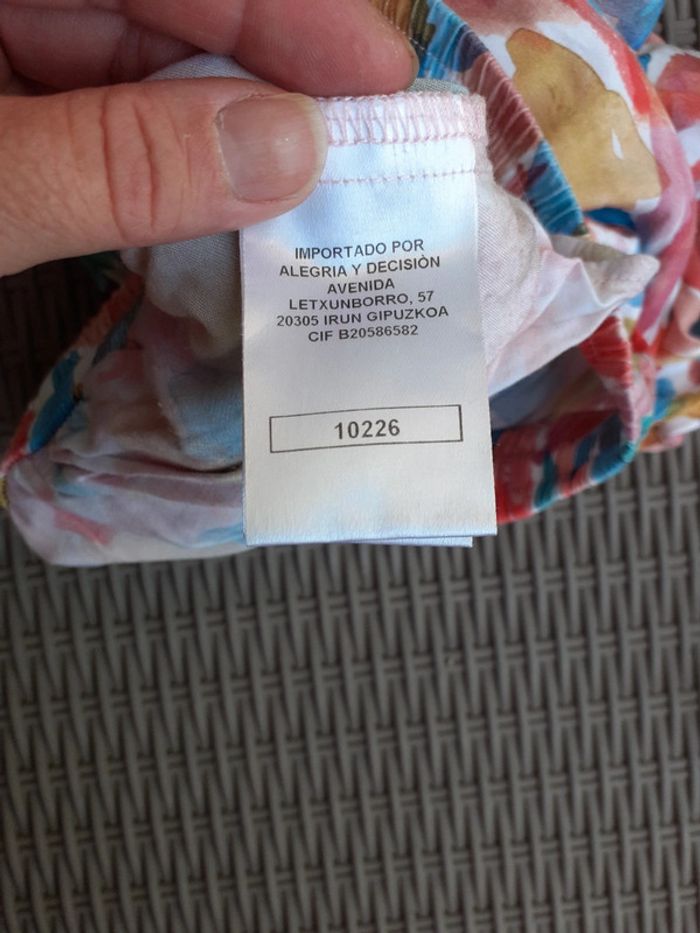 IMPORTADO POR
ALEGRIA Y DECISIÒN
AVENIDA
LETXUNBORRO, 57
20305 IRUN GIPUZKOA
CIF B20586582
10226